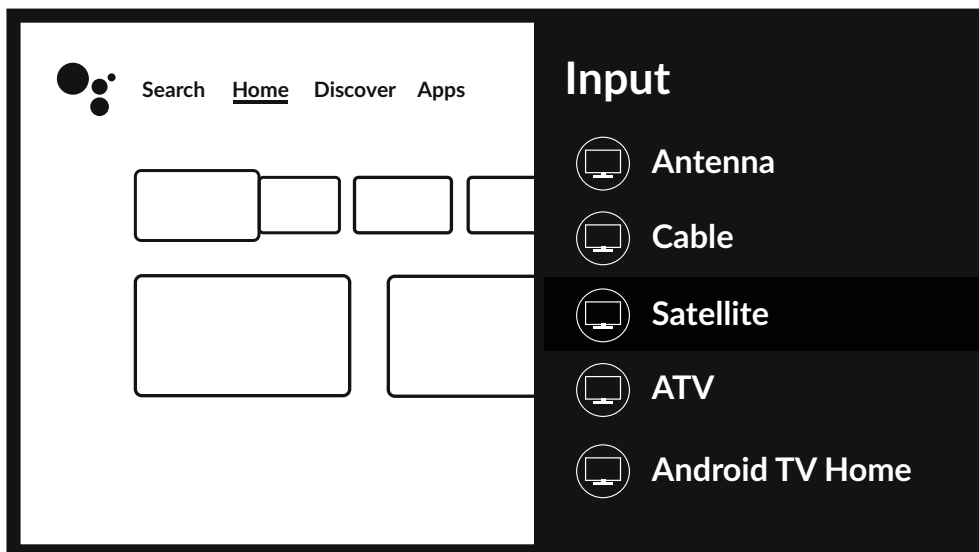 Search Home Discover Apps
Input
Antenna
Cable
Satellite
ATV
Android TV Home